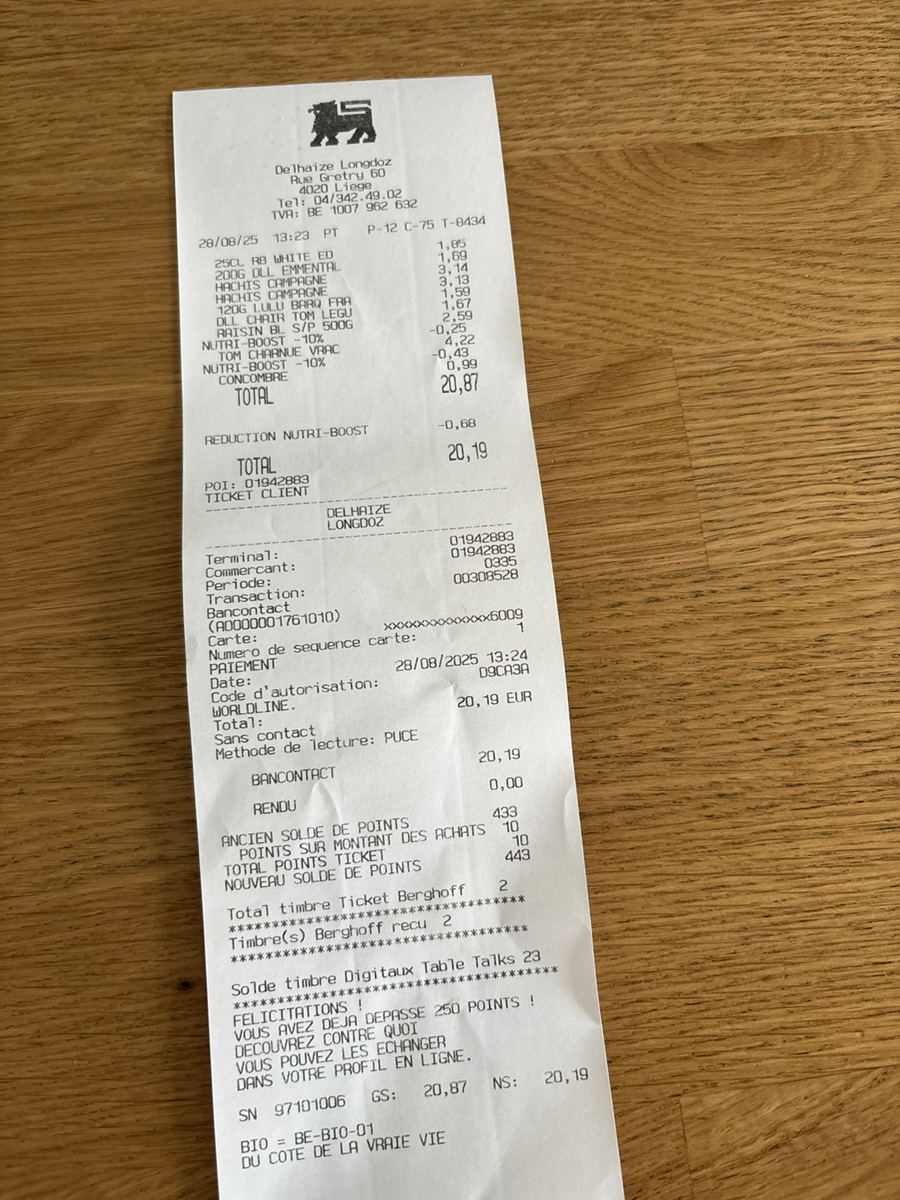 Delhaize Longdoz
Rue Gretry 60
4020 Liege
Tel: 04/342.49.02
TVA: BE 1007 962 632
28/08/25 13:23 PT P-12 C-75 T-8434
25CL RB WHITE ED 1,85
200G DLL EMMENTAL 1,69
HACHIS CAMPAGNE 3,14
HACHIS CAMPAGNE 3,13
120G LULU BARQ FRA 1,59
DLL CHAIR TOM LEGU 1,67
RAISIN BL S/P 500G 2,59
NUTRI-BOOST -10% -0,25
TOM CHARNUE VRAC 4,22
NUTRI-BOOST -10% -0,43
CONCOMBRE 0,99
TOTAL 20,87
REDUCTION NUTRI-BOOST -0,68
TOTAL 20,19
POI: 01942883
TICKET CLIENT
DELHAIZE
LONGDOZ
Terminal: 01942883
Commercant: 01942883
Periode: 0335
Transaction: 00308528
Bancontact
(A0000001761010)
Carte: xxxxxxxxxxxxx6009
Numero de sequence carte: 1
PAIEMENT
Date: 28/08/2025 13:24
Code d'autorisation: D9CA3A
WORLDLINE.
Total: 20,19 EUR
Sans contact
Methode de lecture: PUCE
BANCONTACT 20,19
RENDU 0,00
ANCIEN SOLDE DE POINTS 433
POINTS SUR MONTANT DES ACHATS 10
TOTAL POINTS TICKET 10
NOUVEAU SOLDE DE POINTS 443
Total timbre Ticket Berghoff 2
**********************************
Timbre(s) Berghoff recu 2
**********************************
Solde timbre Digitaux Table Talks 23
*************************************
FELICITATIONS !
VOUS AVEZ DEJA DEPASSE 250 POINTS !
DECOUVREZ CONTRE QUOI
VOUS POUVEZ LES ECHANGER
DANS VOTRE PROFIL EN LIGNE.
SN 97101006 GS: 20,87 NS: 20,19
BIO = BE-BIO-01
DU COTE DE LA VRAIE VIE